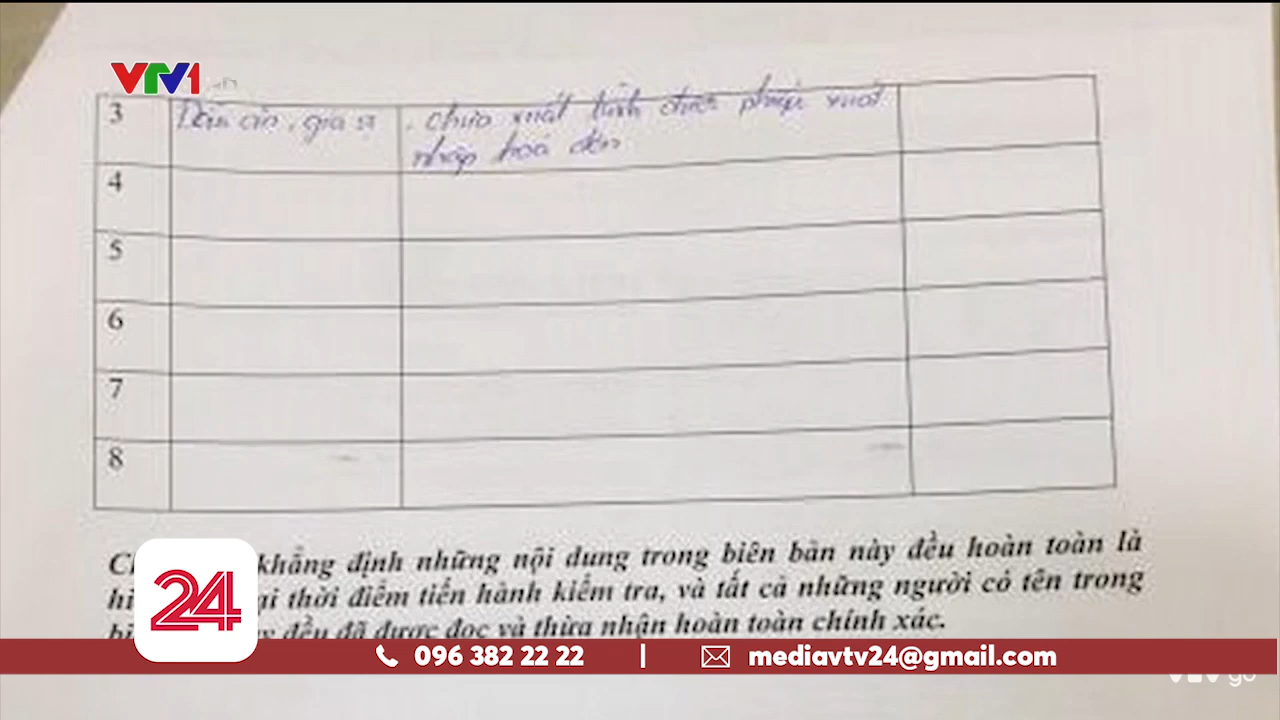 VTV1
3 Dầu ăn, gia vị . chưa xuất trình được phiếu xuất
nhập hoá đơn
4
5
6
7
8
khẳng định những nội dung trong biên bản này đều hoàn toàn là
thời điểm tiến hành kiểm tra, và tất cả những người có tên trong
đều đã được đọc và thừa nhận hoàn toàn chính xác.
24
096 382 22 22 | mediavtv24@gmail.com
VTV go